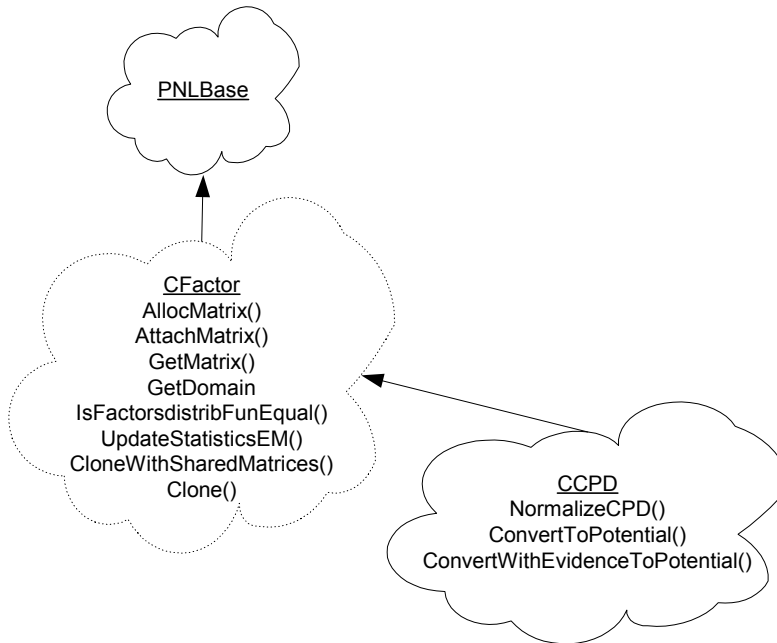 PNLBase
CFactor
AllocMatrix()
AttachMatrix()
GetMatrix()
GetDomain
IsFactorsdistribFunEqual()
UpdateStatisticsEM()
CloneWithSharedMatrices()
Clone()
CCPD
NormalizeCPD()
ConvertToPotential()
ConvertWithEvidenceToPotential()